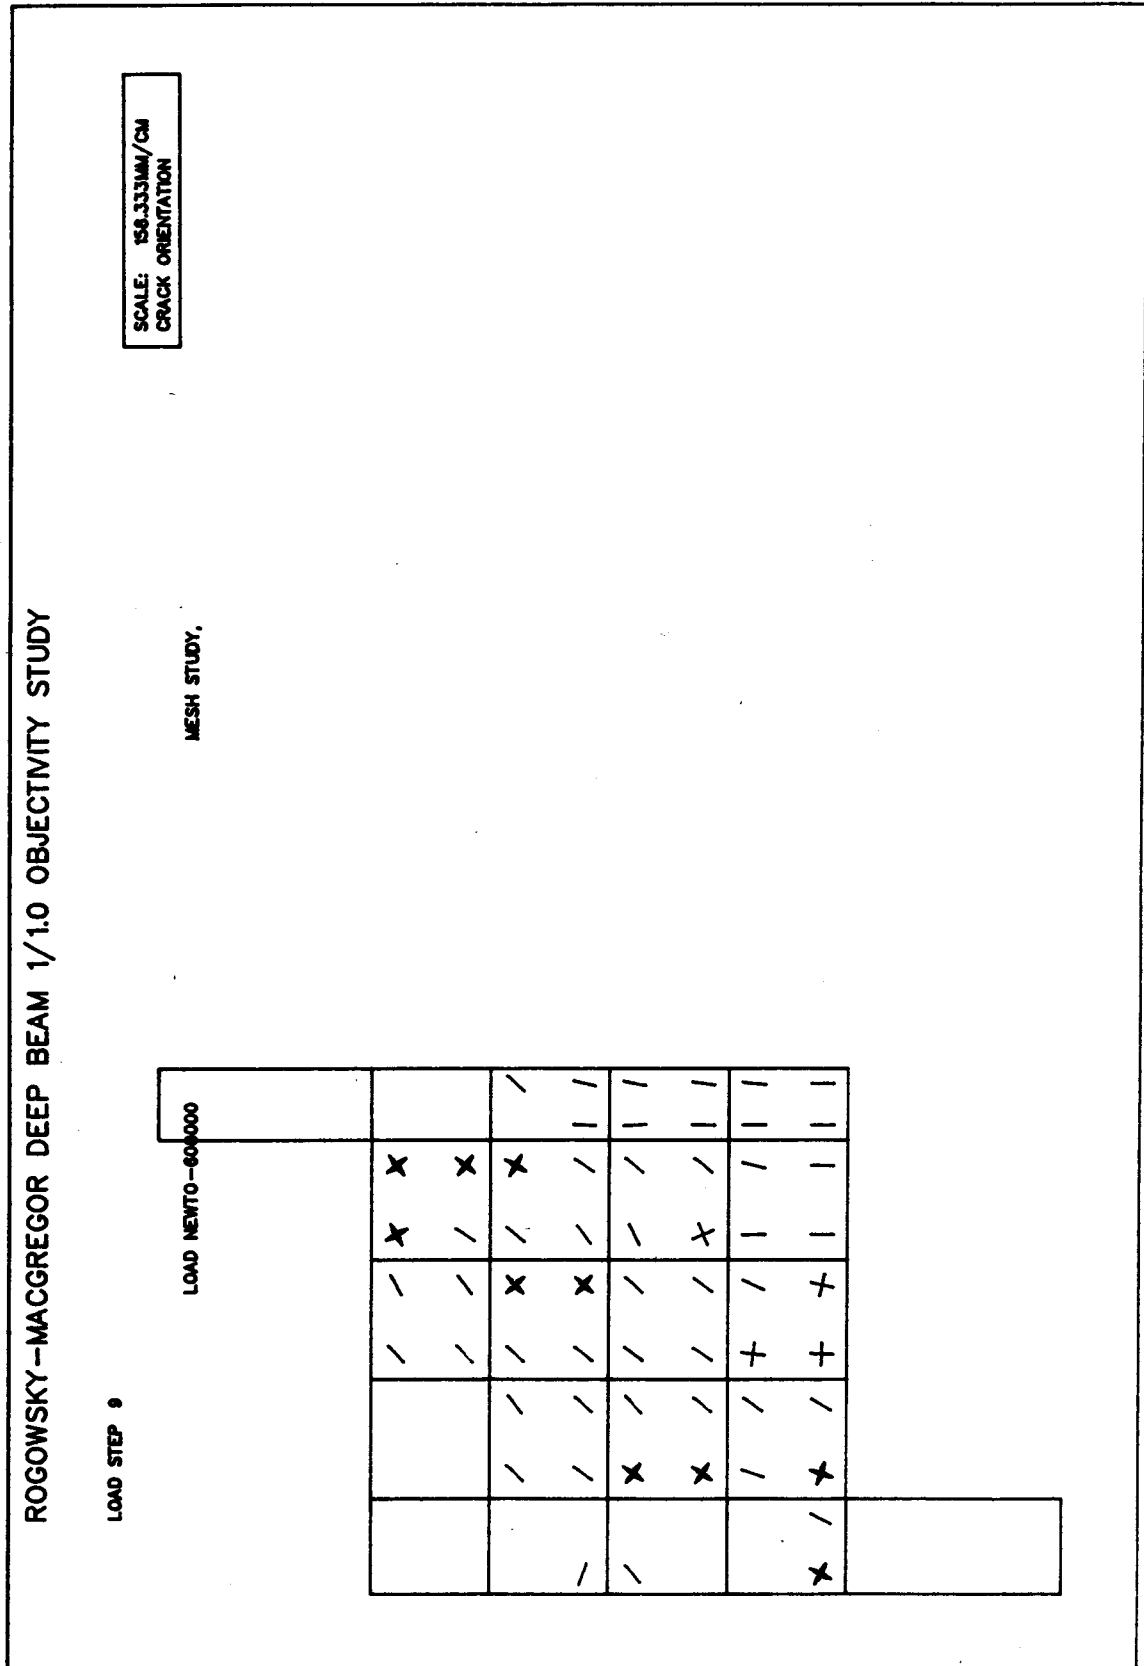 ROGOWSKY-MACGREGOR DEEP BEAM 1/1.0 OBJECTIVITY STUDY
LOAD STEP 9
SCALE: 158.333MM/CM
CRACK ORIENTATION
LOAD NEWTO-600000
MESH STUDY,